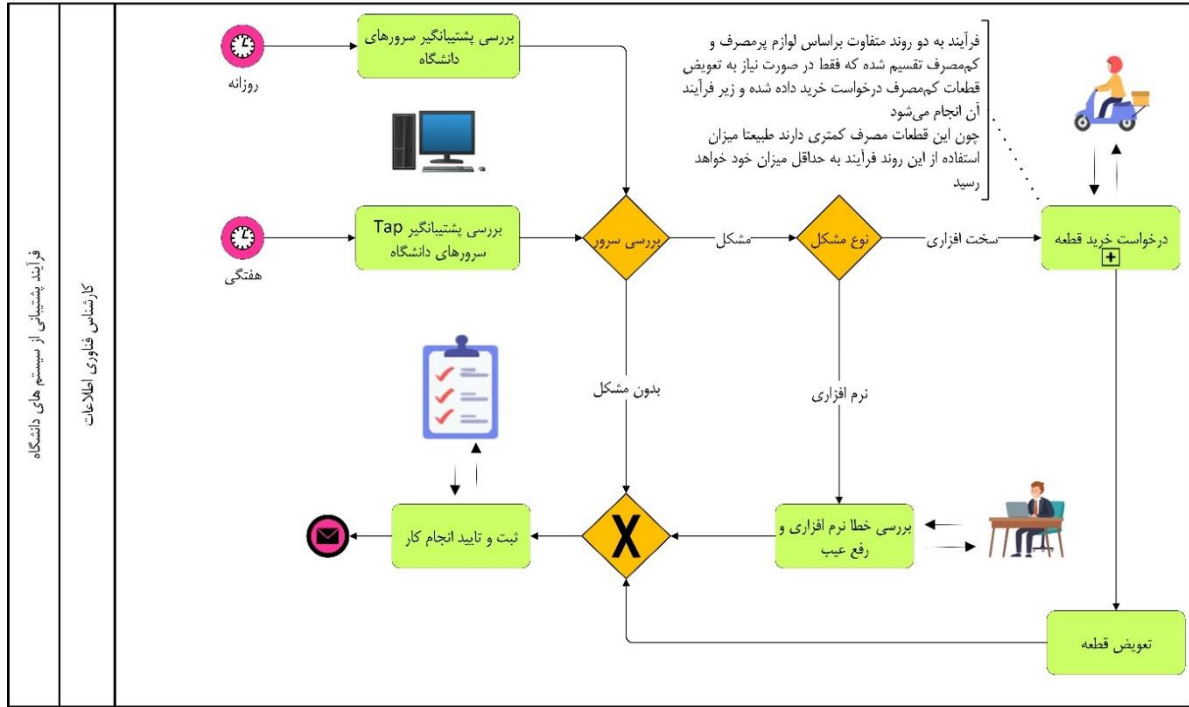 فرآیند پشتیبانی از سیستم های دانشگاه
کارشناس فناوری اطلاعات
روزانه
بررسی پشتیبانگیر سرورهای
دانشگاه
فرآیند به دو روند متفاوت براساس لوازم پرمصرف و
کم‌مصرف تقسیم شده که فقط در صورت نیاز به تعویض
قطعات کم‌مصرف درخواست خرید داده شده و زیر فرآیند
آن انجام می‌شود
چون این قطعات مصرف کمتری دارند طبیعتا میزان
استفاده از این روند فرآیند به حداقل میزان خود خواهد
رسید
هفتگی
بررسی پشتیبانگیر Tap
سرورهای دانشگاه
بررسی سرور
مشکل
نوع مشکل
سخت افزاری
درخواست خرید قطعه
بدون مشکل
نرم افزاری
بررسی خطا نرم افزاری و
رفع عیب
X
ثبت و تایید انجام کار
تعویض قطعه